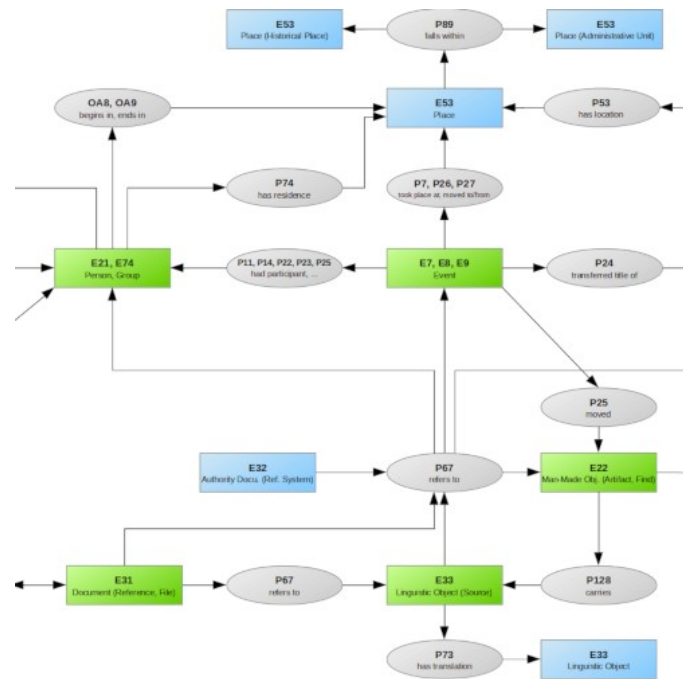 E53
Place (Historical Place)
P89
falls within
E53
Place (Administrative Unit)
OA8, OA9
begins in, ends in
E53
Place
P53
has location
P74
has residence
P7, P26, P27
took place at, moved to/from
E21, E74
Person, Group
P11, P14, P22, P23, P25
had participant, ...
E7, E8, E9
Event
P24
transferred title of
P25
moved
E32
Authority Docu. (Ref. System)
P67
refers to
E22
Man-Made Obj. (Artifact, Find)
E31
Document (Reference, File)
P67
refers to
E33
Linguistic Object (Source)
P128
carries
P73
has translation
E33
Linguistic Object